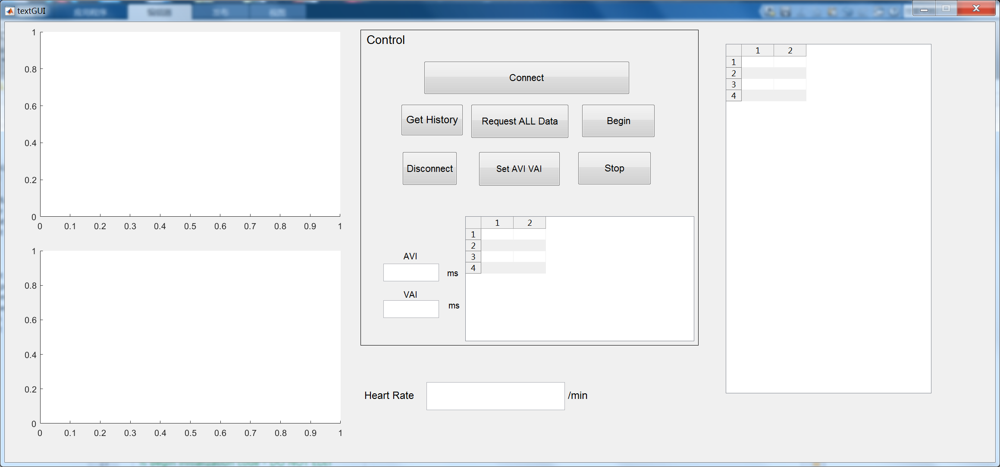 textGUI
1
0.8
0.6
0.4
0.2
0
0 0.1 0.2 0.3 0.4 0.5 0.6 0.7 0.8 0.9 1
1
0.8
0.6
0.4
0.2
0
0 0.1 0.2 0.3 0.4 0.5 0.6 0.7 0.8 0.9 1
Control
Connect
Get History Request ALL Data Begin
Disconnect Set AVI VAI Stop
AVI
ms
VAI
ms
1 2
1
2
3
4
Heart Rate /min
1 2
1
2
3
4